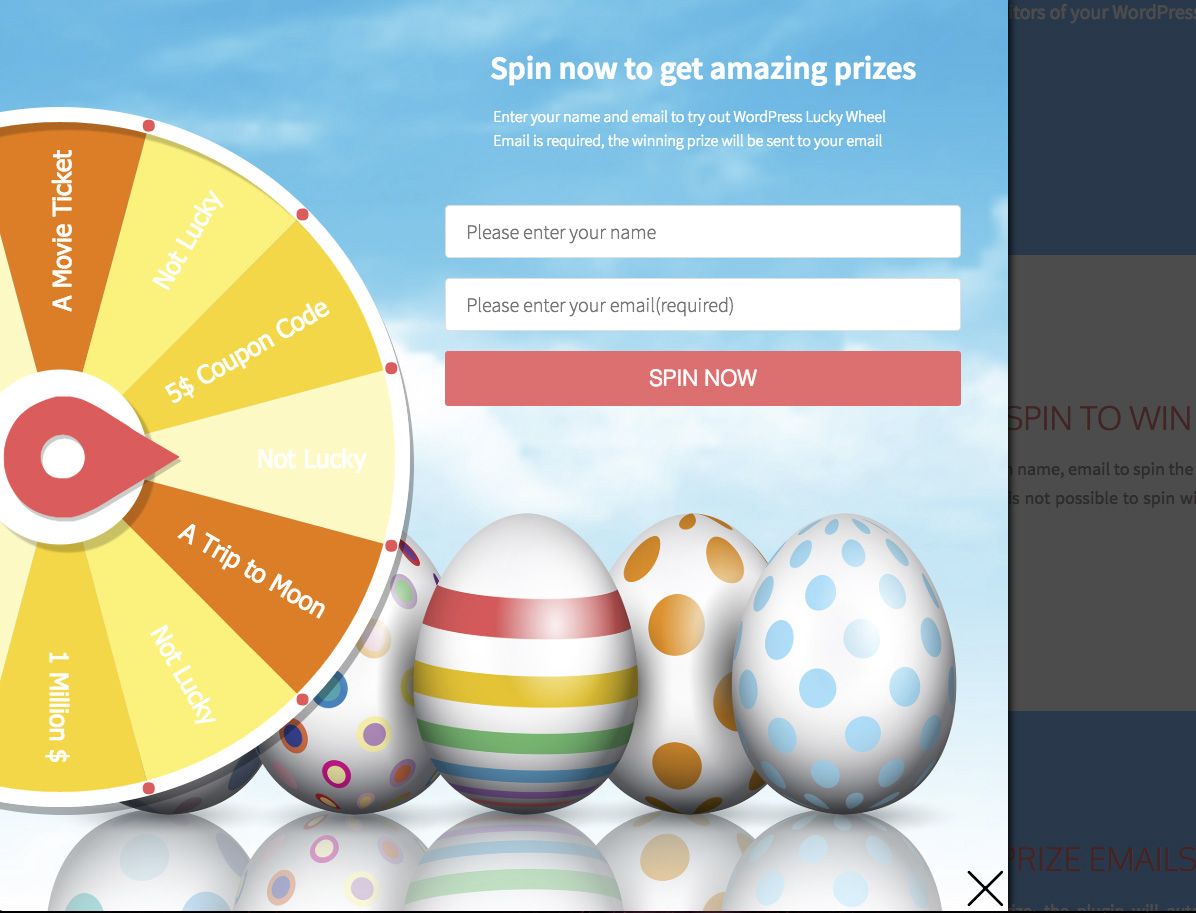 itors of your WordPress
Spin now to get amazing prizes
Enter your name and email to try out WordPress Lucky Wheel
Email is required, the winning prize will be sent to your email
A Movie Ticket
Not Lucky
5$ Coupon Code
Not Lucky
A Trip to Moon
Not Lucky
1 Million $
Please enter your name
Please enter your email(required)
SPIN NOW
SPIN TO WIN
name, email to spin the
is not possible to spin wi
PRIZE EMAILS
ize, the plugin will auto